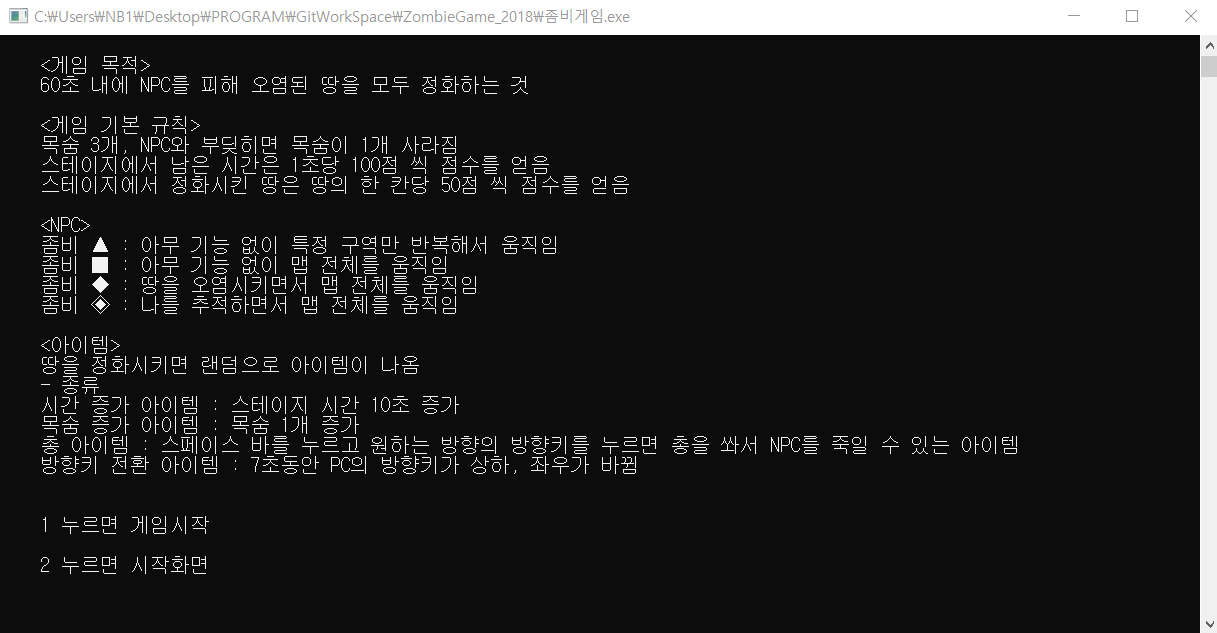 C:₩Users₩NB1₩Desktop₩PROGRAM₩GitWorkSpace₩ZombieGame_2018₩좀비게임.exe
<게임 목적>
60초 내에 NPC를 피해 오염된 땅을 모두 정화하는 것
<게임 기본 규칙>
목숨 3개, NPC와 부딪히면 목숨이 1개 사라짐
스테이지에서 남은 시간은 1초당 100점 씩 점수를 얻음
스테이지에서 정화시킨 땅은 땅의 한 칸당 50점 씩 점수를 얻음
<NPC>
좀비 ▲ : 아무 기능 없이 특정 구역만 반복해서 움직임
좀비 ■ : 아무 기능 없이 맵 전체를 움직임
좀비 ◆ : 땅을 오염시키면서 맵 전체를 움직임
좀비 ◈ : 나를 추적하면서 맵 전체를 움직임
<아이템>
땅을 정화시키면 랜덤으로 아이템이 나옴
- 종류
시간 증가 아이템 : 스테이지 시간 10초 증가
목숨 증가 아이템 : 목숨 1개 증가
총 아이템 : 스페이스 바를 누르고 원하는 방향의 방향키를 누르면 총을 쏴서 NPC를 죽일 수 있는 아이템
방향키 전환 아이템 : 7초동안 PC의 방향키가 상하, 좌우가 바뀜
1 누르면 게임시작
2 누르면 시작화면